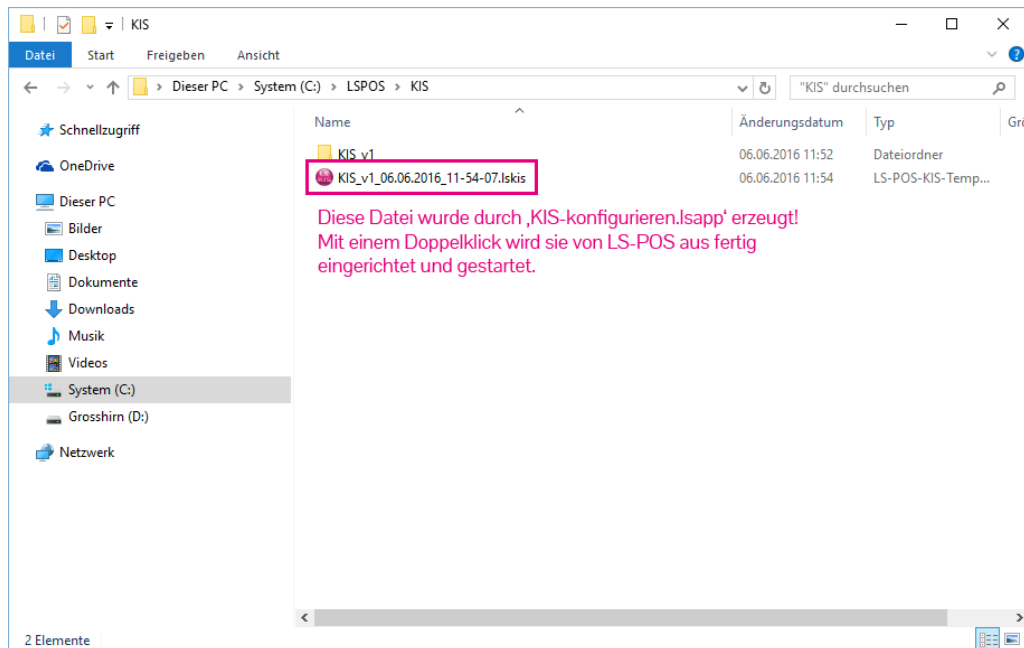 KIS
Datei Start Freigeben Ansicht
Dieser PC System (C:) LSPOS KIS
"KIS" durchsuchen
Name Änderungsdatum Typ Grö
Schnellzugriff
OneDrive
Dieser PC
Bilder
Desktop
Dokumente
Downloads
Musik
Videos
System (C:)
Grosshirn (D:)
Netzwerk
KIS_v1 06.06.2016 11:52 Dateiordner
KIS_v1_06.06.2016_11-54-07.lskis 06.06.2016 11:54 LS-POS-KIS-Temp...
Diese Datei wurde durch ‚KIS-konfigurieren.lsapp‘ erzeugt!
Mit einem Doppelklick wird sie von LS-POS aus fertig
eingerichtet und gestartet.
2 Elemente